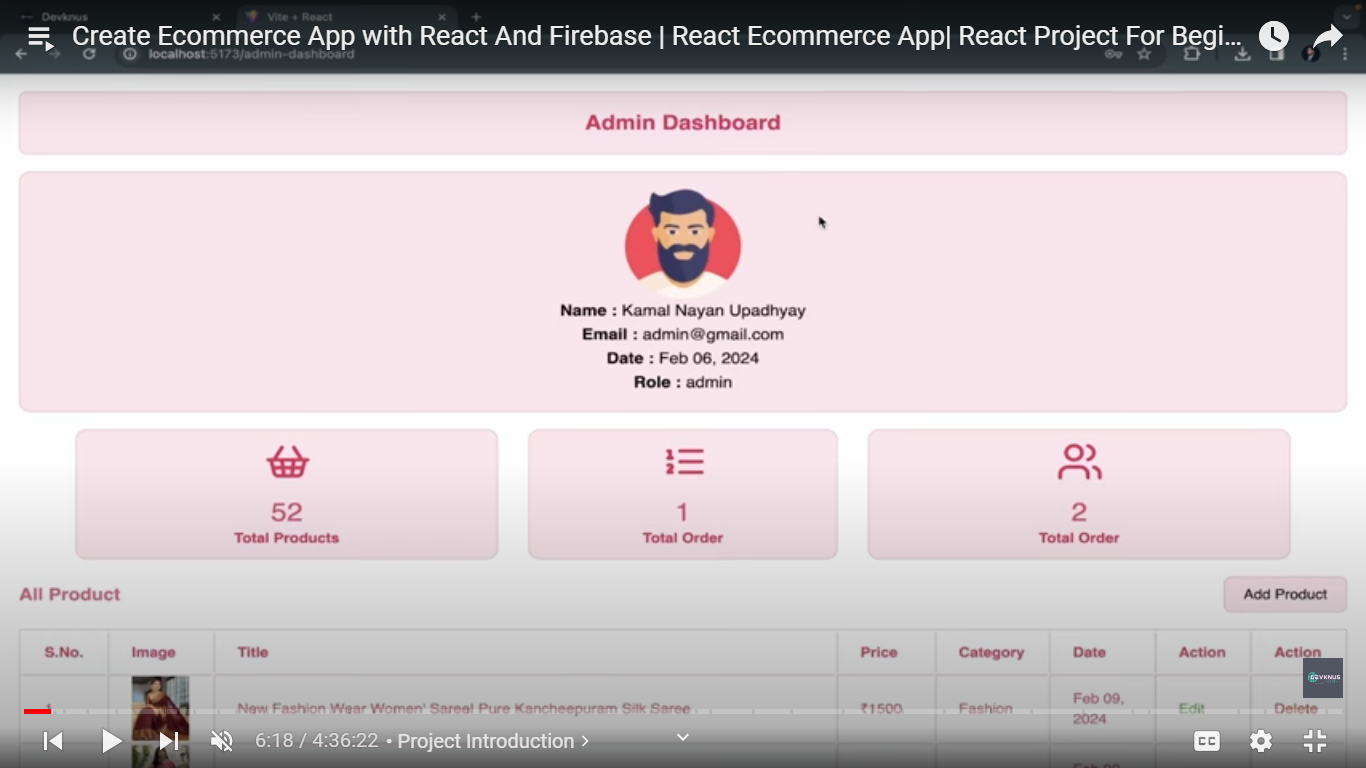 Devknus
Vite + React
Create Ecommerce App with React And Firebase | React Ecommerce App| React Project For Begi...
localhost:5173/admin-dashboard
Admin Dashboard
Name : Kamal Nayan Upadhyay
Email : admin@gmail.com
Date : Feb 06, 2024
Role : admin
1
2
52
Total Products
1
Total Order
2
Total Order
All Product
Add Product
S.No. Image Title Price Category Date Action Action
1. New Fashion Wear Women' Sareel Pure Kancheepuram Silk Saree ₹1500 Fashion Feb 09, 2024 Edit Delete
DEVKNUS
6:18 / 4:36:22 • Project Introduction
CC